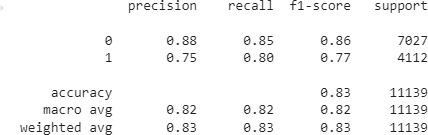 precision recall f1-score support
0 0.88 0.85 0.86 7027
1 0.75 0.80 0.77 4112
accuracy 0.83 11139
macro avg 0.82 0.82 0.82 11139
weighted avg 0.83 0.83 0.83 11139